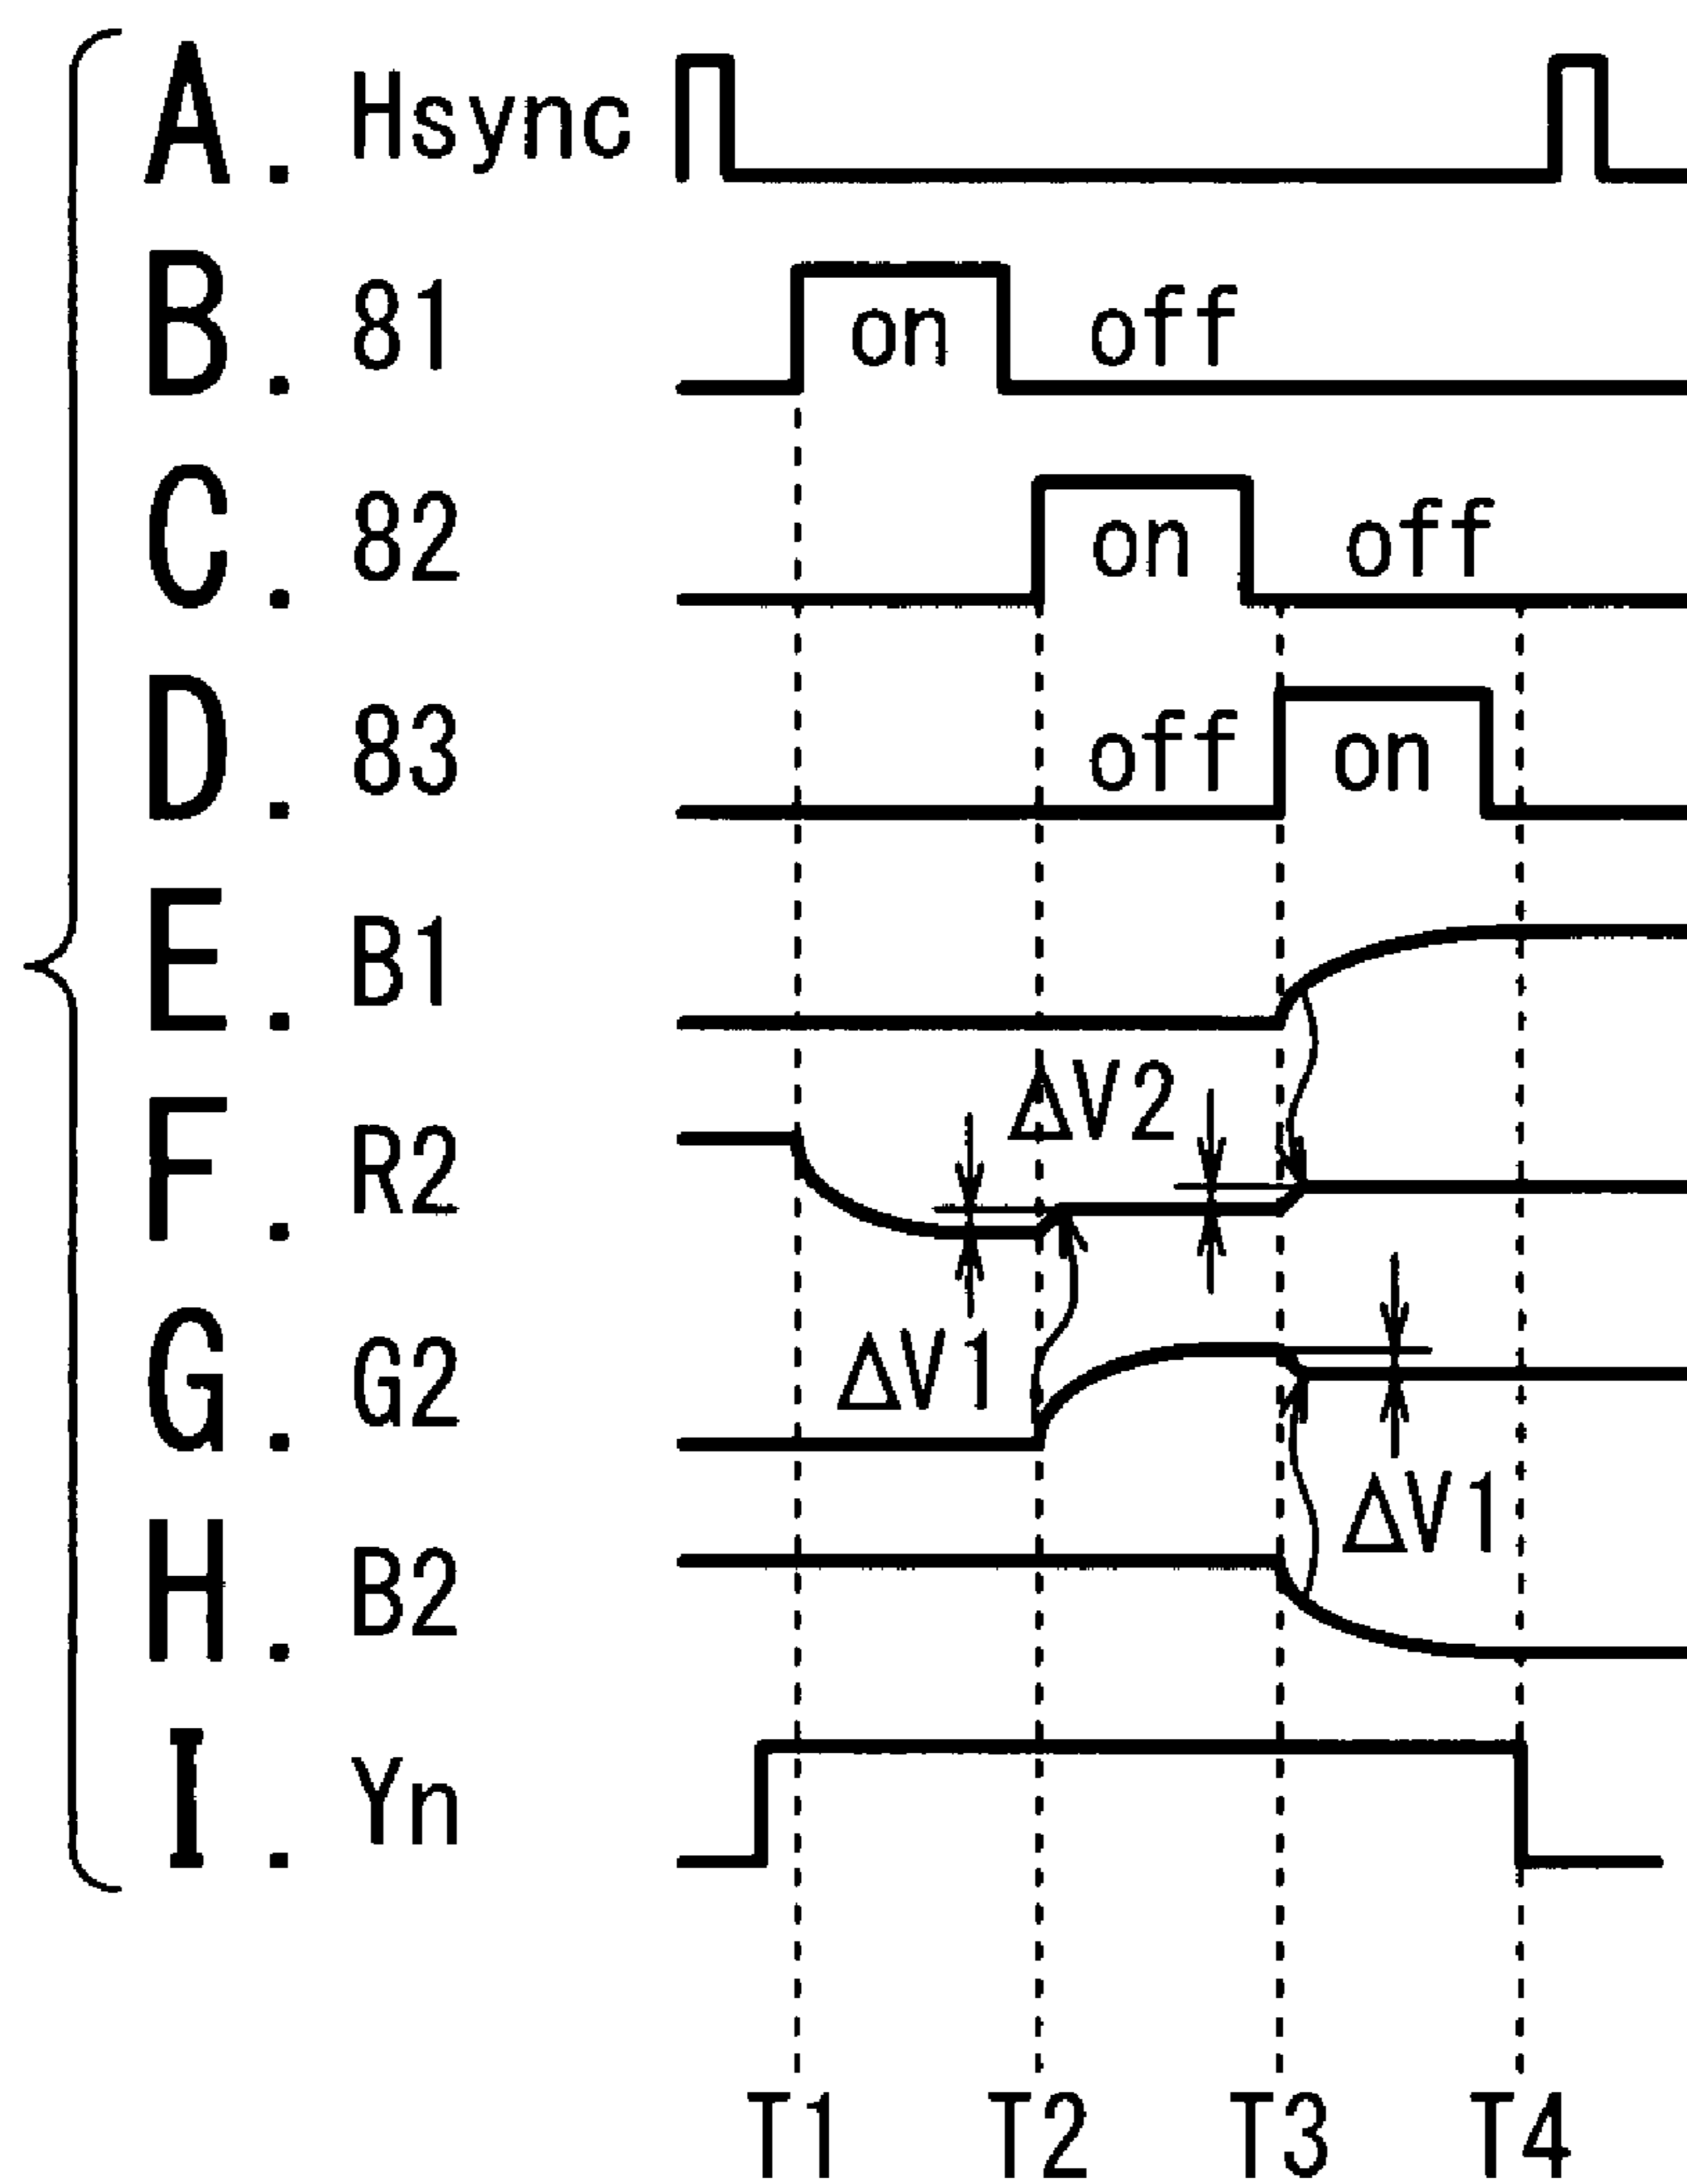 A. Hsync
B. 81 on off
C. 82 on off
D. 83 off on
E. B1
ΔV2
F. R2
ΔV1
G. G2
ΔV1
H. B2
I. Yn
T1 T2 T3 T4